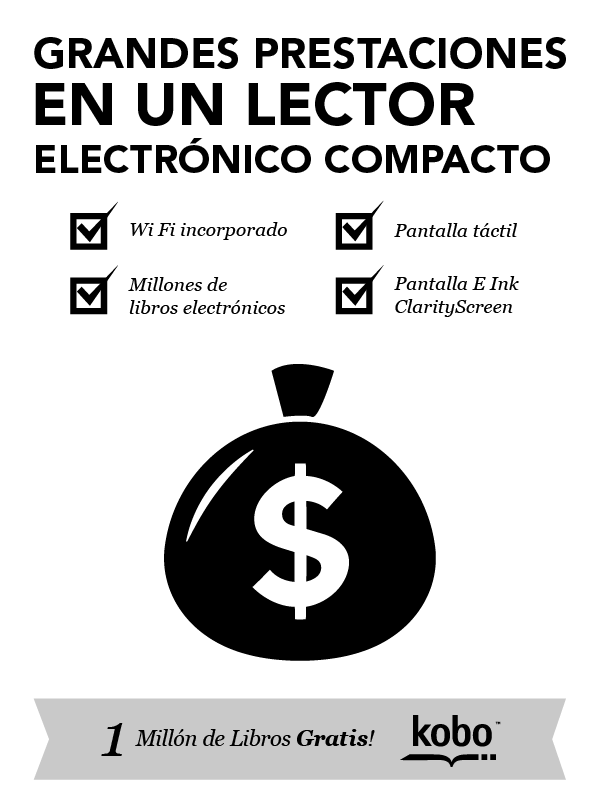 GRANDES PRESTACIONES
EN UN LECTOR
ELECTRÓNICO COMPACTO
Wi Fi incorporado
Pantalla táctil
Millones de
libros electrónicos
Pantalla E Ink
ClarityScreen
$
1 Millón de Libros Gratis!
kobo™